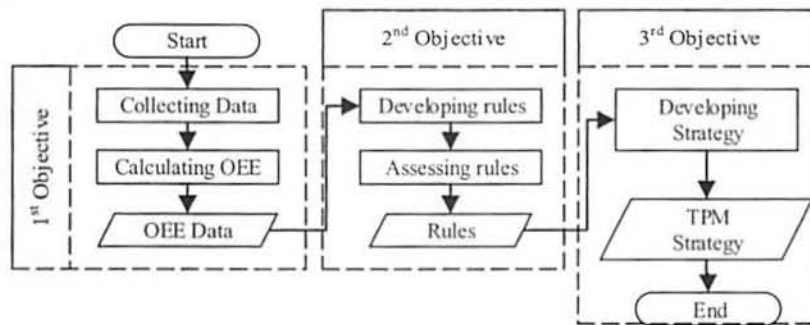 Start
1st Objective
Collecting Data
Calculating OEE
OEE Data
2nd Objective
Developing rules
Assessing rules
Rules
3rd Objective
Developing
Strategy
TPM
Strategy
End